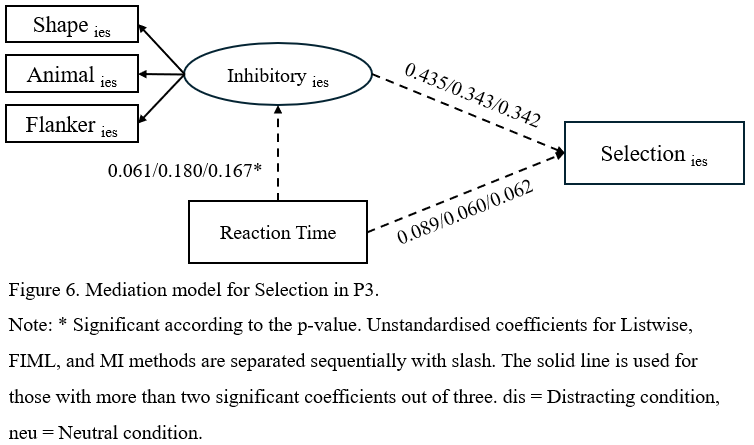 Shape ies
Animal ies
Flanker ies
Inhibitory ies
0.435/0.343/0.342
Selection ies
0.061/0.180/0.167*
Reaction Time
0.089/0.060/0.062
Figure 6. Mediation model for Selection in P3.
Note: * Significant according to the p-value. Unstandardised coefficients for Listwise,
FIML, and MI methods are separated sequentially with slash. The solid line is used for
those with more than two significant coefficients out of three. dis = Distracting condition,
neu = Neutral condition.